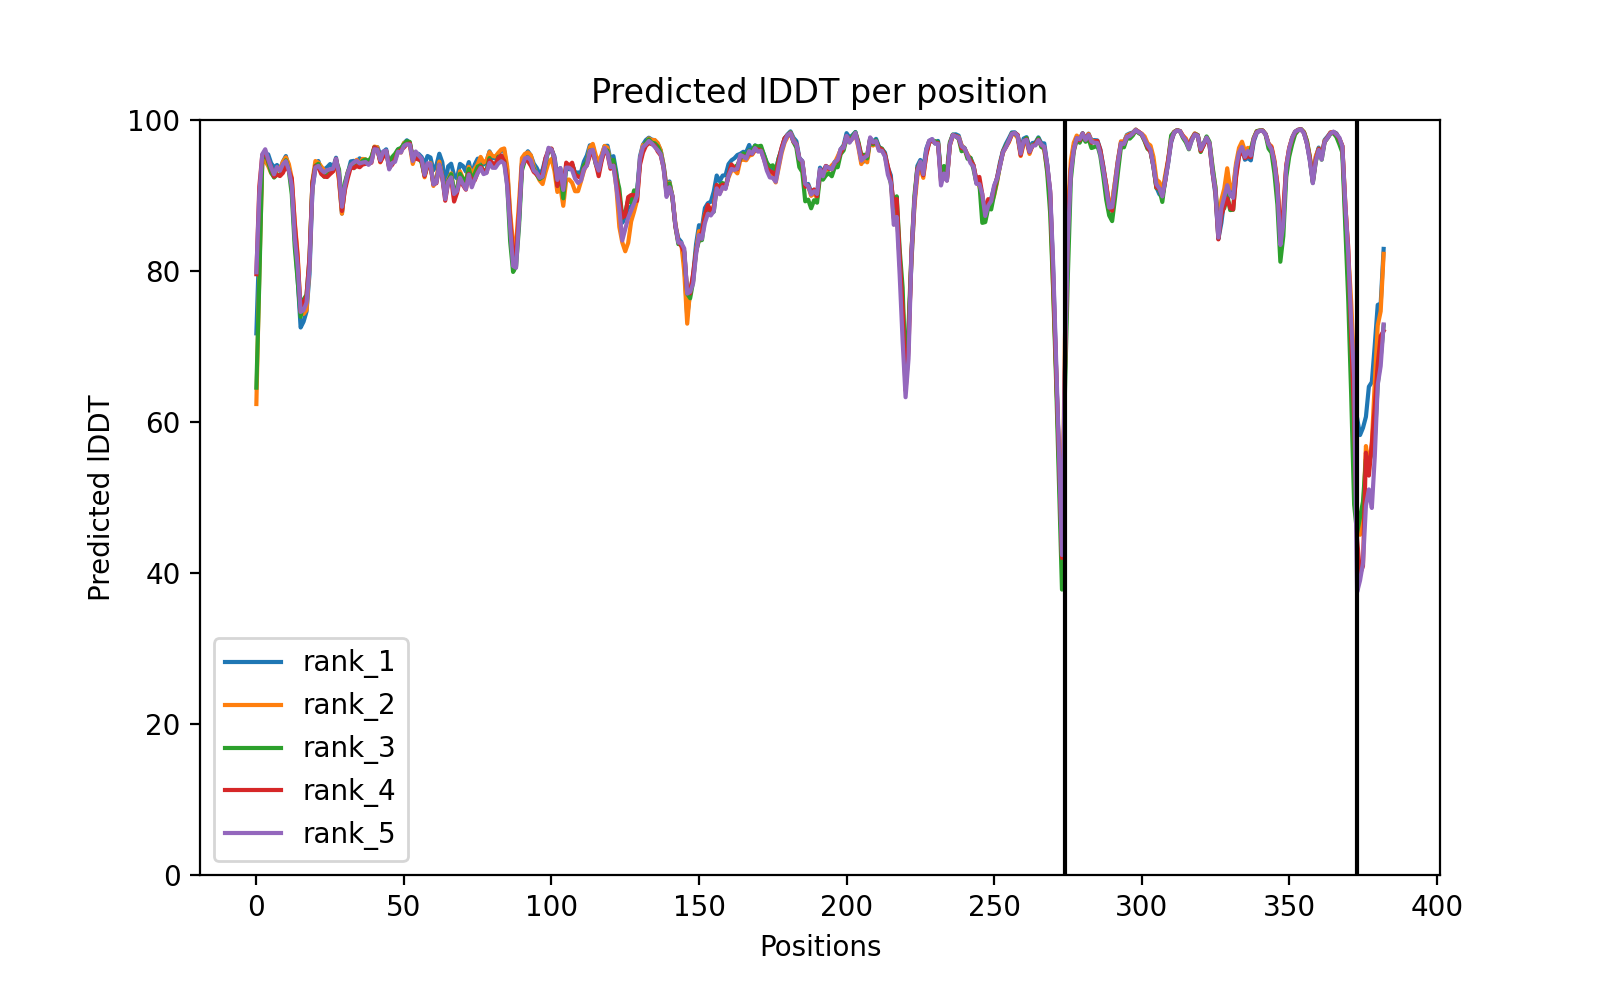 Predicted lDDT per position
100
80
60
40
20
0
Predicted lDDT
rank_1
rank_2
rank_3
rank_4
rank_5
0 50 100 150 200 250 300 350 400
Positions